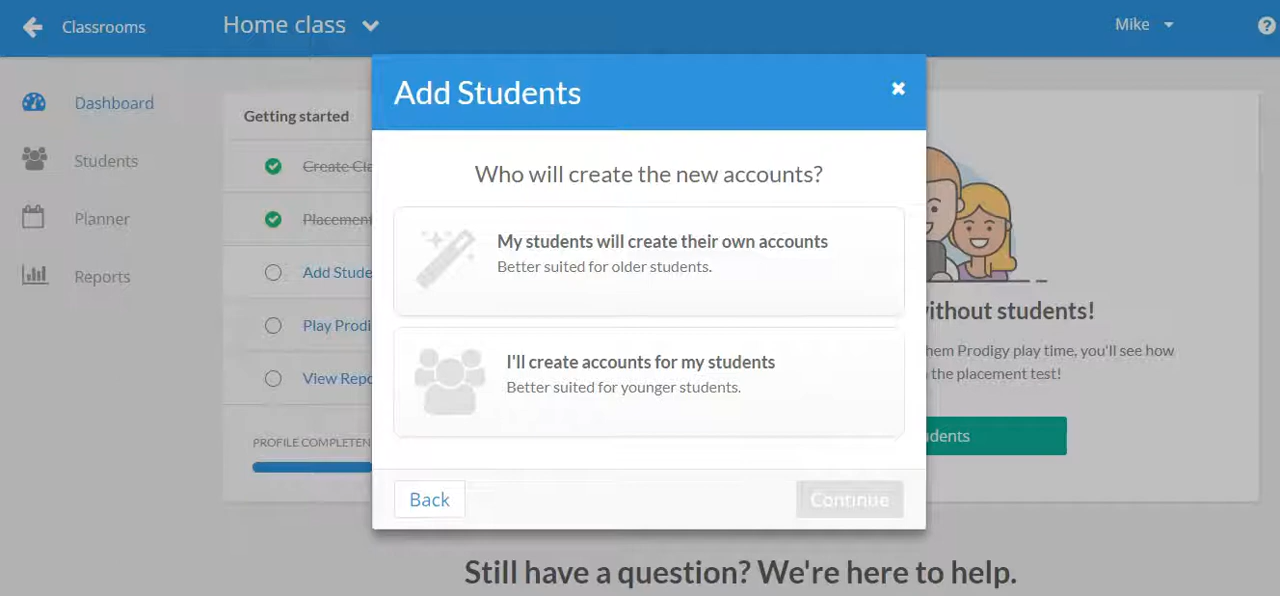 Classrooms
Home class
Mike
Dashboard
Students
Planner
Reports
Getting started
Create Cla
Placement
Add Stude
Play Prodi
View Repo
PROFILE COMPLETEN
Add Students
Who will create the new accounts?
My students will create their own accounts
Better suited for older students.
I'll create accounts for my students
Better suited for younger students.
Back
Continue
ithout students!
hem Prodigy play time, you'll see how
the placement test!
udents
Still have a question? We're here to help.